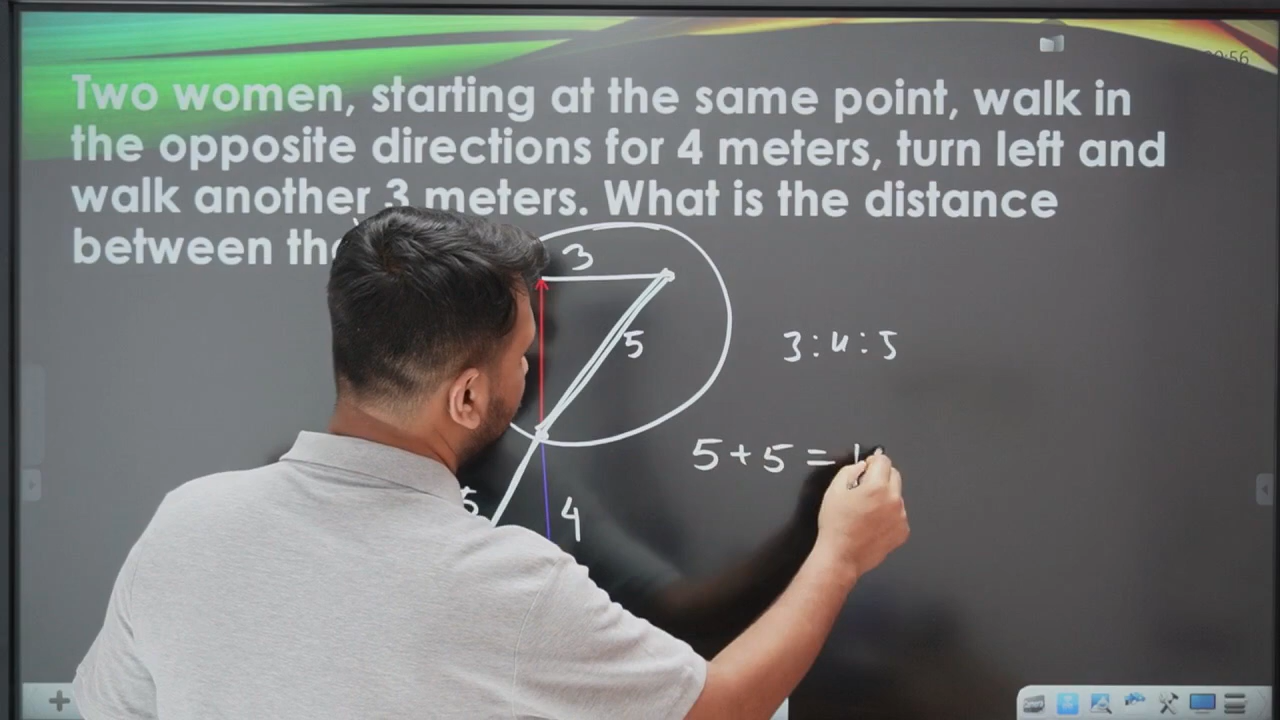 Two women, starting at the same point, walk in
the opposite directions for 4 meters, turn left and
walk another 3 meters. What is the distance
between
3
5
3:4:5
5+5=
5
4